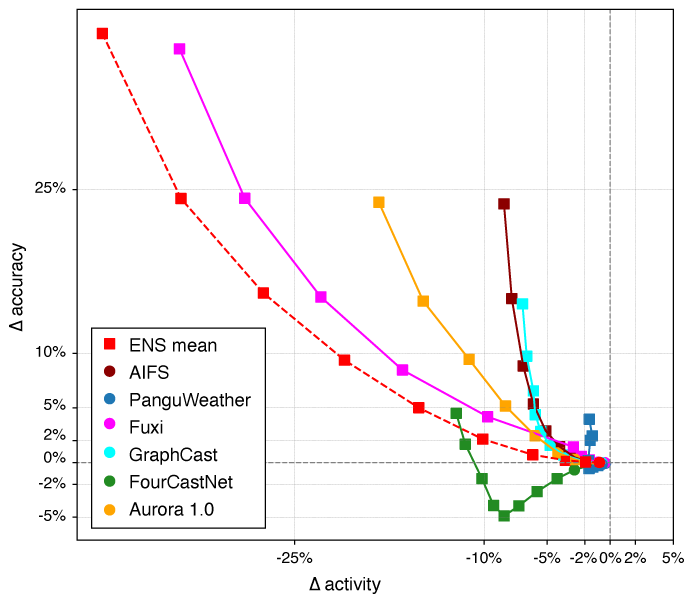 Δ accuracy
25%
10%
5%
2%
0%
-2%
-5%
ENS mean
AIFS
PanguWeather
Fuxi
GraphCast
FourCastNet
Aurora 1.0
-25% -10% -5% -2% 0% 2% 5%
Δ activity